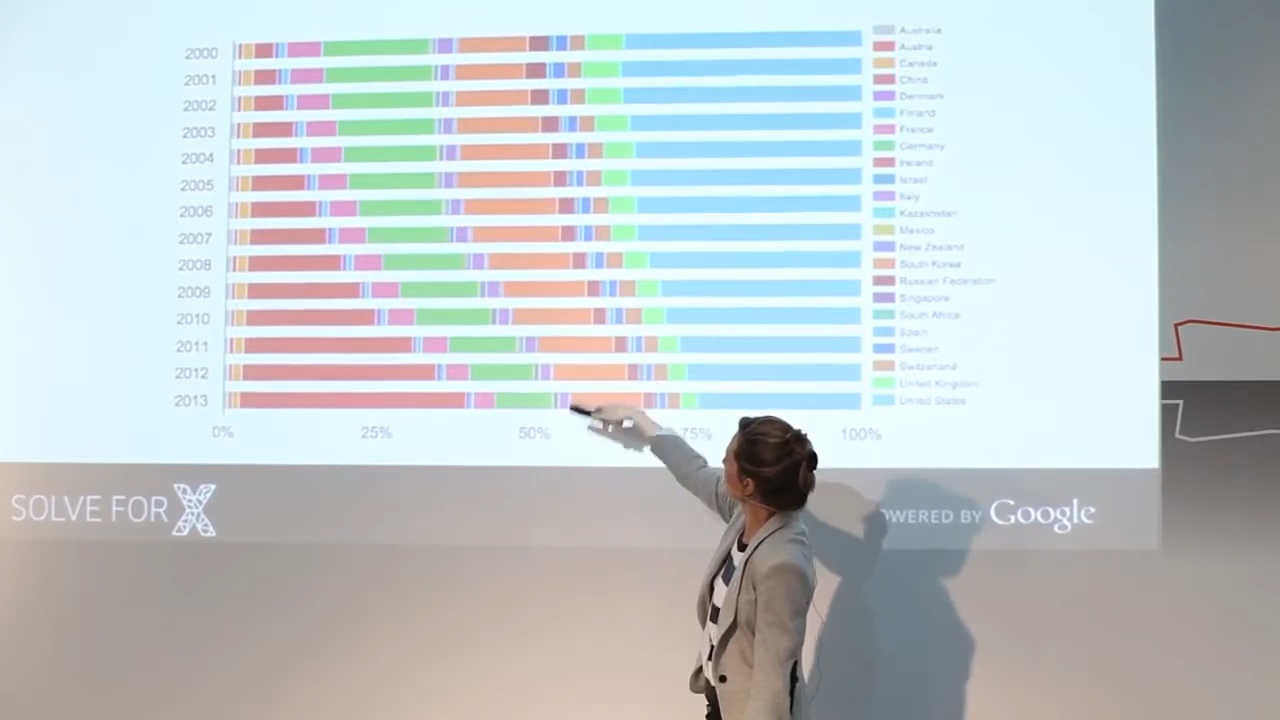 2000
2001
2002
2003
2004
2005
2006
2007
2008
2009
2010
2011
2012
2013
0% 25% 50% 75% 100%
Australia
Austria
Canada
China
Denmark
Finland
France
Germany
Ireland
Israel
Italy
Kazakhstan
Mexico
New Zealand
South Korea
Russian Federation
Singapore
South Africa
Spain
Sweden
Switzerland
United Kingdom
United States
SOLVE FOR X
OWERED BY Google